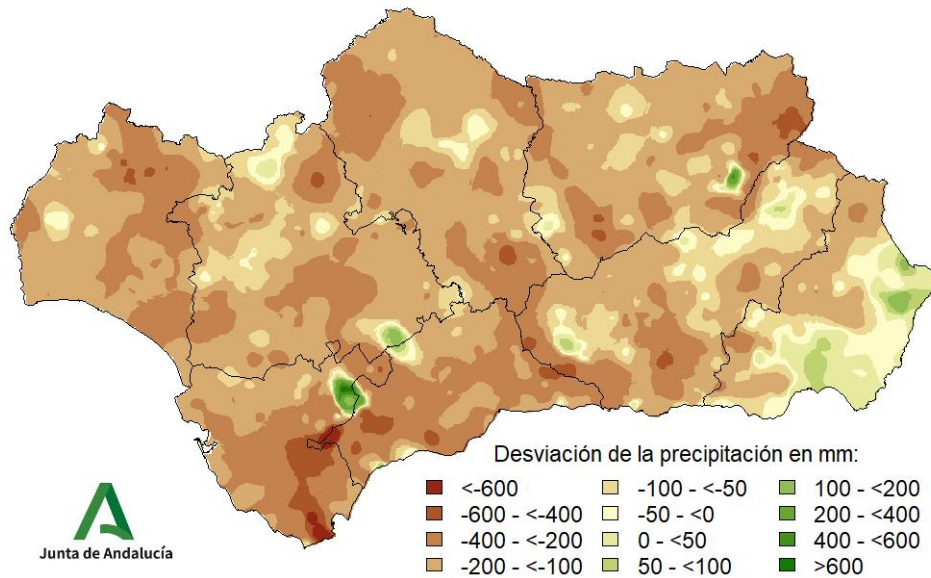 Desviación de la precipitación en mm:
<-600
-600 - <-400
-400 - <-200
-200 - <-100
-100 - <-50
-50 - <0
0 - <50
50 - <100
100 - <200
200 - <400
400 - <600
>600
Junta de Andalucía